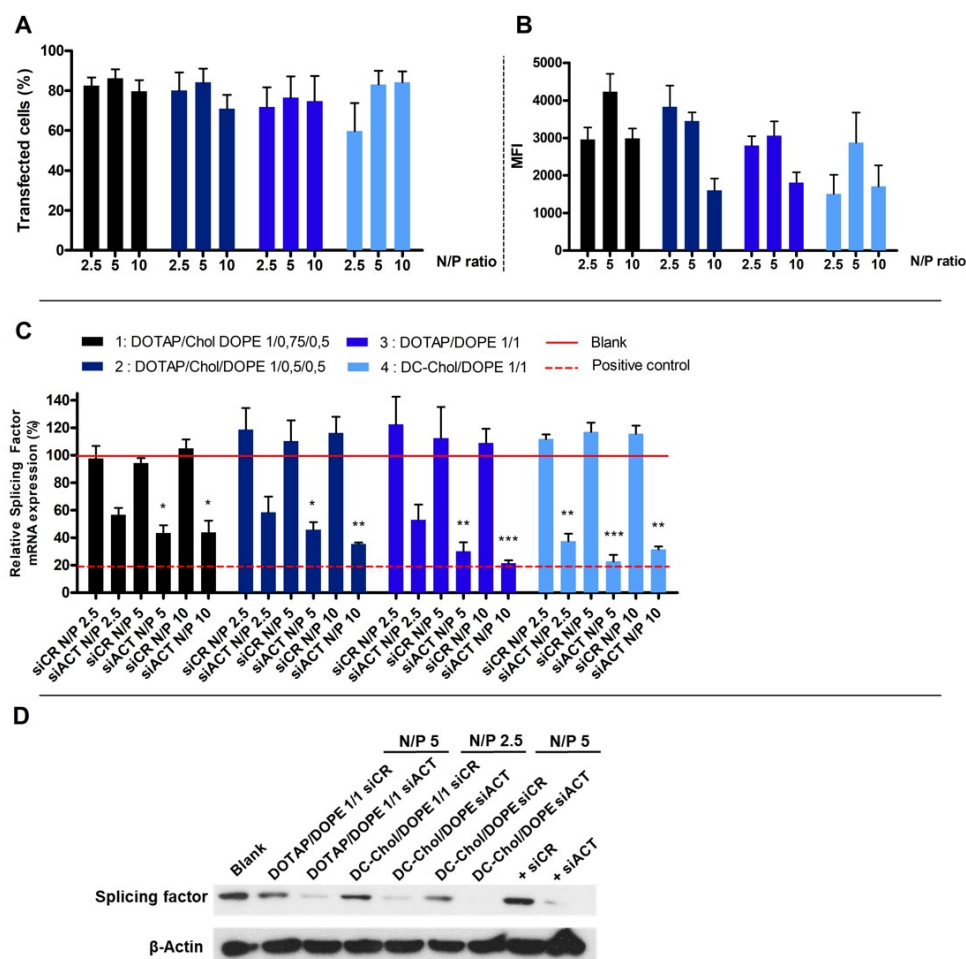 A
B
Transfected cells (%)
100
80
60
40
20
0
2.5 5 10 2.5 5 10 2.5 5 10 2.5 5 10 N/P ratio
MFI
5000
4000
3000
2000
1000
0
2.5 5 10 2.5 5 10 2.5 5 10 2.5 5 10 N/P ratio
C
1: DOTAP/Chol DOPE 1/0,75/0,5
3 : DOTAP/DOPE 1/1
Blank
2 : DOTAP/Chol/DOPE 1/0,5/0,5
4 : DC-Chol/DOPE 1/1
Positive control
Relative Splicing Factor
mRNA expression (%)
140
120
100
80
60
40
20
0
* * * ** ** *** ** *** **
siCR N/P 2.5
siACT N/P 2.5
siCR N/P 5
siACT N/P 5
siCR N/P 10
siACT N/P 10
siCR N/P 2.5
siACT N/P 2.5
siCR N/P 5
siACT N/P 5
siCR N/P 10
siACT N/P 10
siCR N/P 2.5
siACT N/P 2.5
siCR N/P 5
siACT N/P 5
siCR N/P 10
siACT N/P 10
siCR N/P 2.5
siACT N/P 2.5
siCR N/P 5
siACT N/P 5
siCR N/P 10
siACT N/P 10
D
N/P 5 N/P 2.5 N/P 5
Blank
DOTAP/DOPE 1/1 siCR
DOTAP/DOPE 1/1 siACT
DC-Chol/DOPE 1/1 siCR
DC-Chol/DOPE siACT
DC-Chol/DOPE siCR
DC-Chol/DOPE siACT
+ siCR
+ siACT
Splicing factor
β-Actin